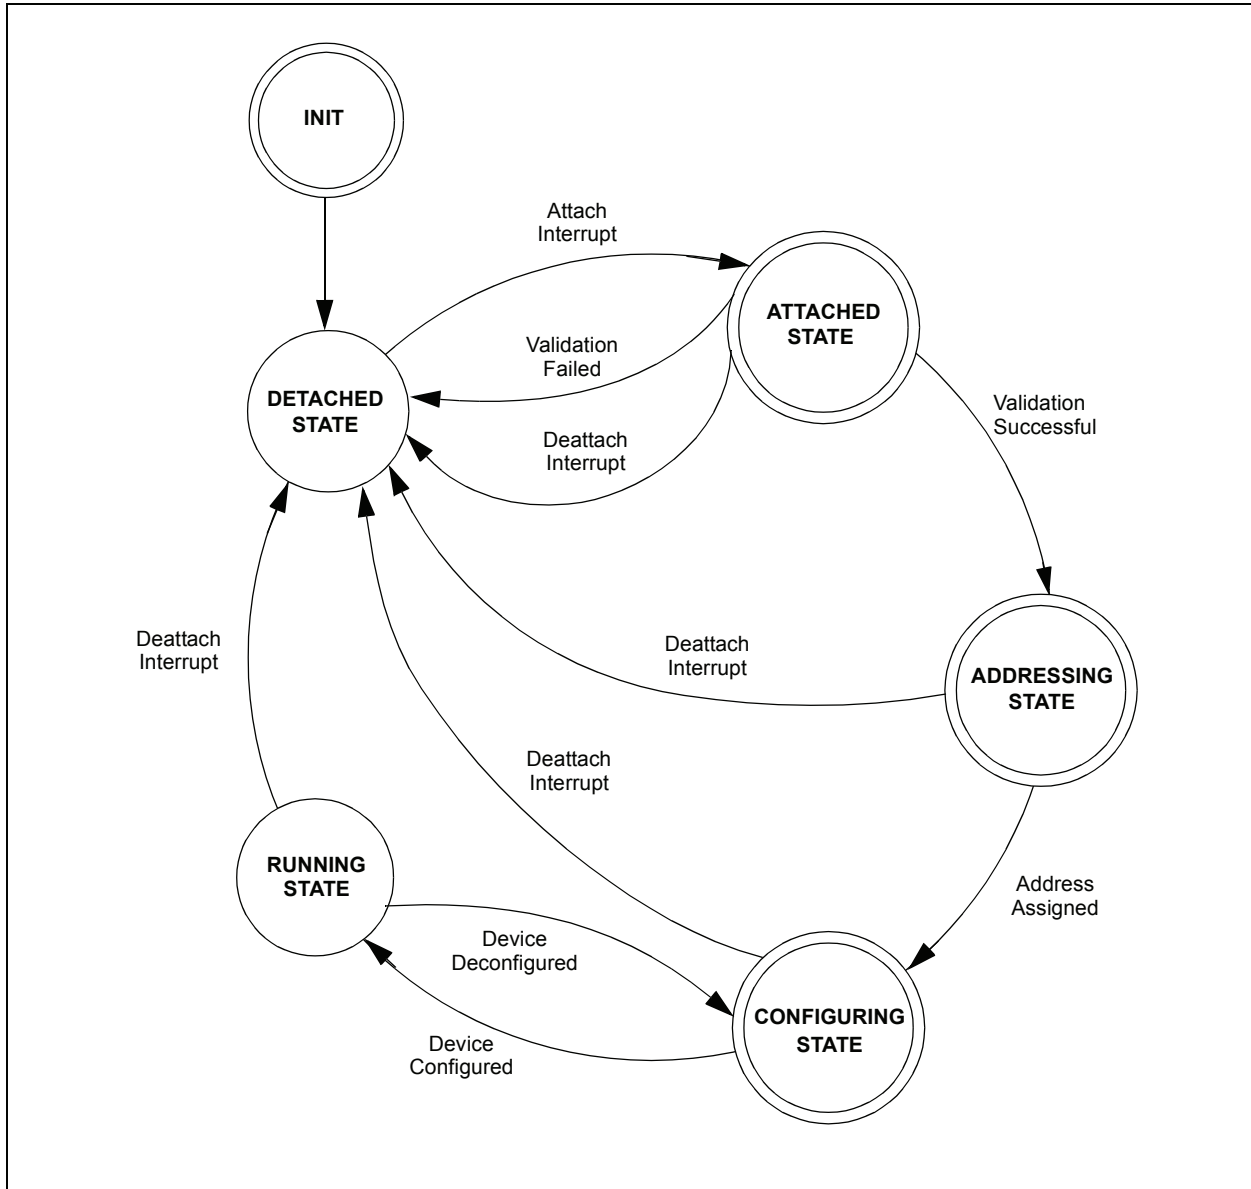 INIT
Attach
Interrupt
ATTACHED
STATE
Validation
Failed
DETACHED
STATE
Validation
Successful
Deattach
Interrupt
Deattach
Interrupt
Deattach
Interrupt
ADDRESSING
STATE
Deattach
Interrupt
RUNNING
STATE
Address
Assigned
Device
Deconfigured
CONFIGURING
STATE
Device
Configured